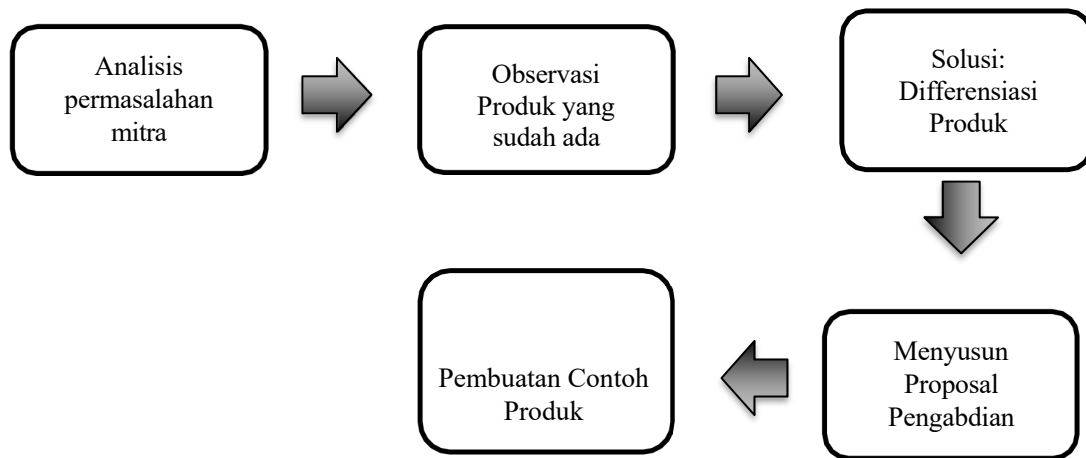 Analisis
permasalahan
mitra
Observasi
Produk yang
sudah ada
Solusi:
Differensiasi
Produk
Menyusun
Proposal
Pengabdian
Pembuatan Contoh
Produk